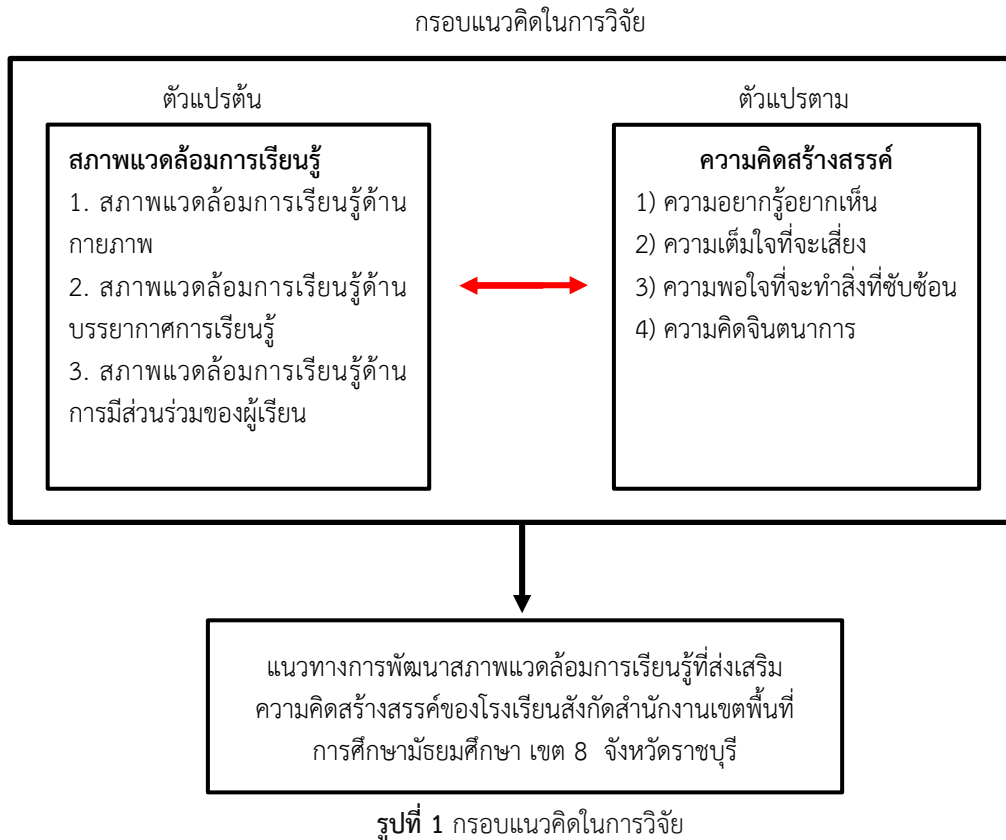 กรอบแนวคิดในการวิจัย
ตัวแปรต้น
สภาพแวดล้อมการเรียนรู้
1. สภาพแวดล้อมการเรียนรู้ด้าน
กายภาพ
2. สภาพแวดล้อมการเรียนรู้ด้าน
บรรยากาศการเรียนรู้
3. สภาพแวดล้อมการเรียนรู้ด้าน
การมีส่วนร่วมของผู้เรียน
ตัวแปรตาม
ความคิดสร้างสรรค์
1) ความอยากรู้อยากเห็น
2) ความเต็มใจที่จะเสี่ยง
3) ความพอใจที่จะทำสิ่งที่ซับซ้อน
4) ความคิดจินตนาการ
แนวทางการพัฒนาสภาพแวดล้อมการเรียนรู้ที่ส่งเสริม
ความคิดสร้างสรรค์ของโรงเรียนสังกัดสำนักงานเขตพื้นที่
การศึกษามัธยมศึกษา เขต 8 จังหวัดราชบุรี
รูปที่ 1 กรอบแนวคิดในการวิจัย